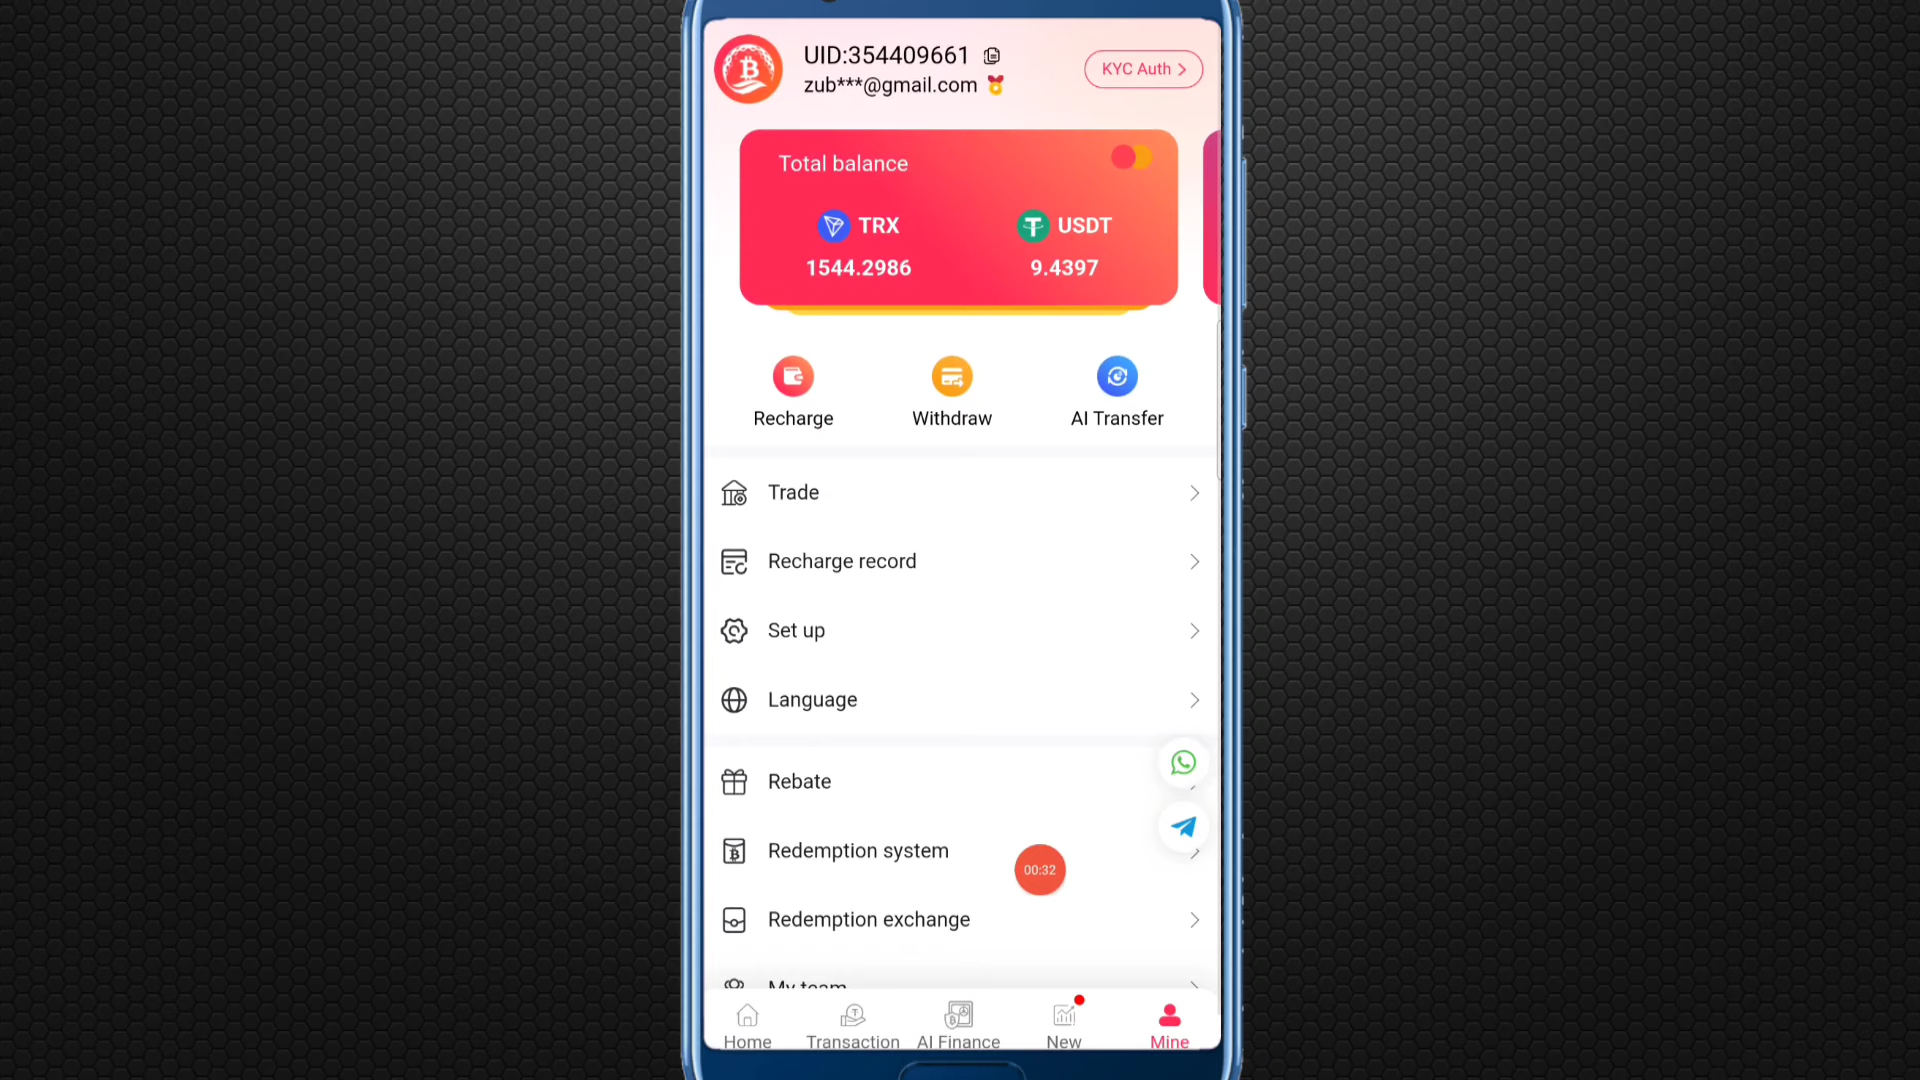 UID:354409661
zub***@gmail.com
KYC Auth
Total balance
TRX USDT
1544.2986 9.4397
Recharge Withdraw AI Transfer
Trade
Recharge record
Set up
Language
Rebate
Redemption system
00:32
Redemption exchange
My team
Home Transaction AI Finance New Mine